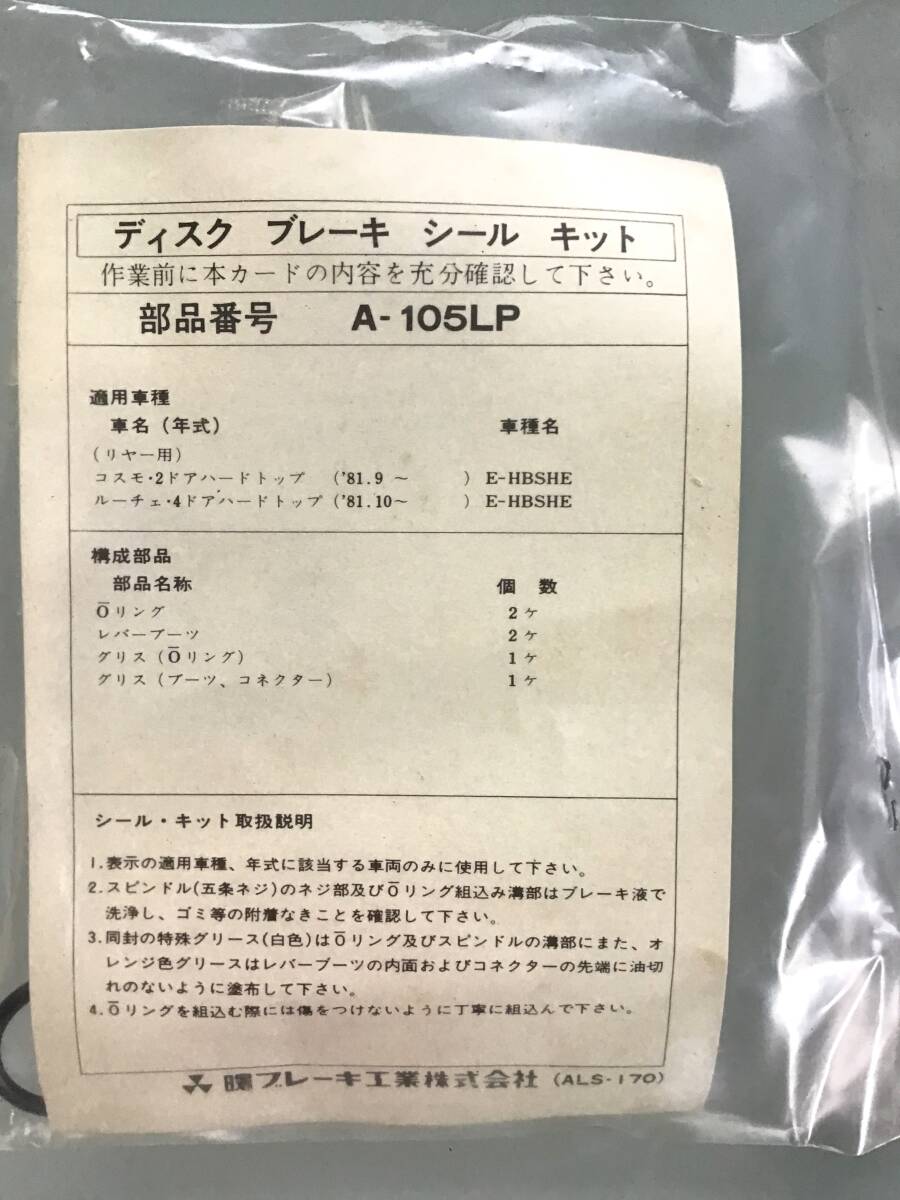 ディスク ブレーキ シール キット
作業前に本カードの内容を充分確認して下さい。
部品番号 A-105LP
適用車種
車名(年式) 車種名
(リヤー用)
コスモ・2ドアハードトップ ('81.9~ ) E-HBSHE
ルーチェ・4ドアハードトップ ('81.10~ ) E-HBSHE
構成部品
部品名称 個数
O̅リング 2ケ
レバーブーツ 2ケ
グリス(O̅リング) 1ケ
グリス(ブーツ、コネクター) 1ケ
シール・キット取扱説明
1.表示の適用車種、年式に該当する車両のみに使用して下さい。
2.スピンドル(五条ネジ)のネジ部及びO̅リング組込み溝部はブレーキ液で
洗浄し、ゴミ等の附着なきことを確認して下さい。
3.同封の特殊グリース(白色)はO̅リング及びスピンドルの溝部にまた、オ
レンジ色グリースはレバーブーツの内面およびコネクターの先端に油切
れのないように塗布して下さい。
4.O̅リングを組込む際には傷をつけないように丁寧に組込んで下さい。
曙ブレーキ工業株式会社 (ALS-170)